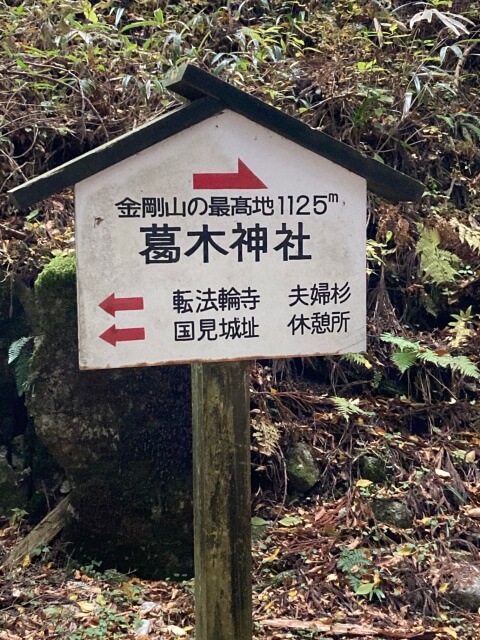 金剛山の最髙地1125m
葛木神社
転法輪寺 夫婦杉
国見城址 休憩所